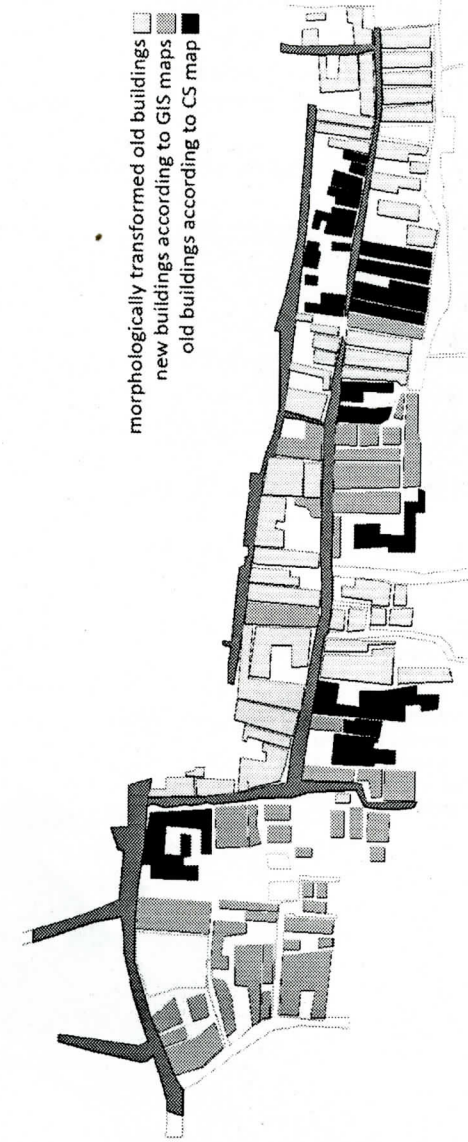 morphologically transformed old buildings
new buildings according to GIS maps
old buildings according to CS map